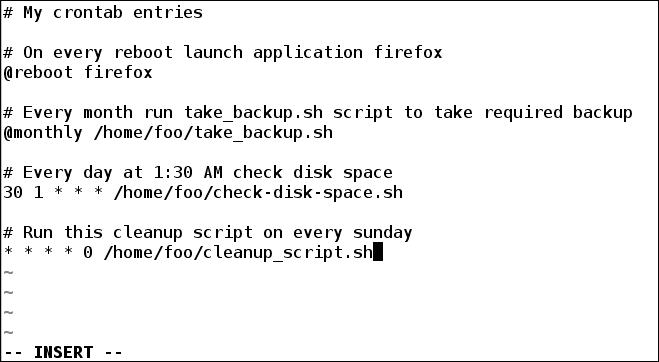 # My crontab entries

# On every reboot launch application firefox
@reboot firefox

# Every month run take_backup.sh script to take required backup
@monthly /home/foo/take_backup.sh

# Every day at 1:30 AM check disk space
30 1 * * * /home/foo/check-disk-space.sh

# Run this cleanup script on every sunday
* * * * 0 /home/foo/cleanup_script.sh
~
~
~
~
-- INSERT --